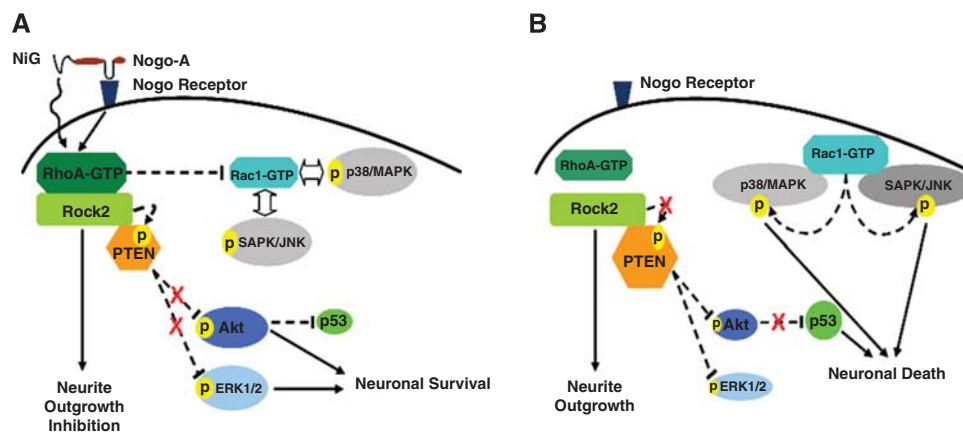 A
NiG
Nogo-A
Nogo Receptor
RhoA-GTP
Rac1-GTP
p
p38/MAPK
Rock2
p
PTEN
p
SAPK/JNK
X
X
p
Akt
p53
p
ERK1/2
Neuronal Survival
Neurite
Outgrowth
Inhibition
B
Nogo Receptor
RhoA-GTP
Rac1-GTP
p38/MAPK
p
SAPK/JNK
p
Rock2
X
p
PTEN
p
Akt
X
p53
p
ERK1/2
Neuronal Death
Neurite
Outgrowth